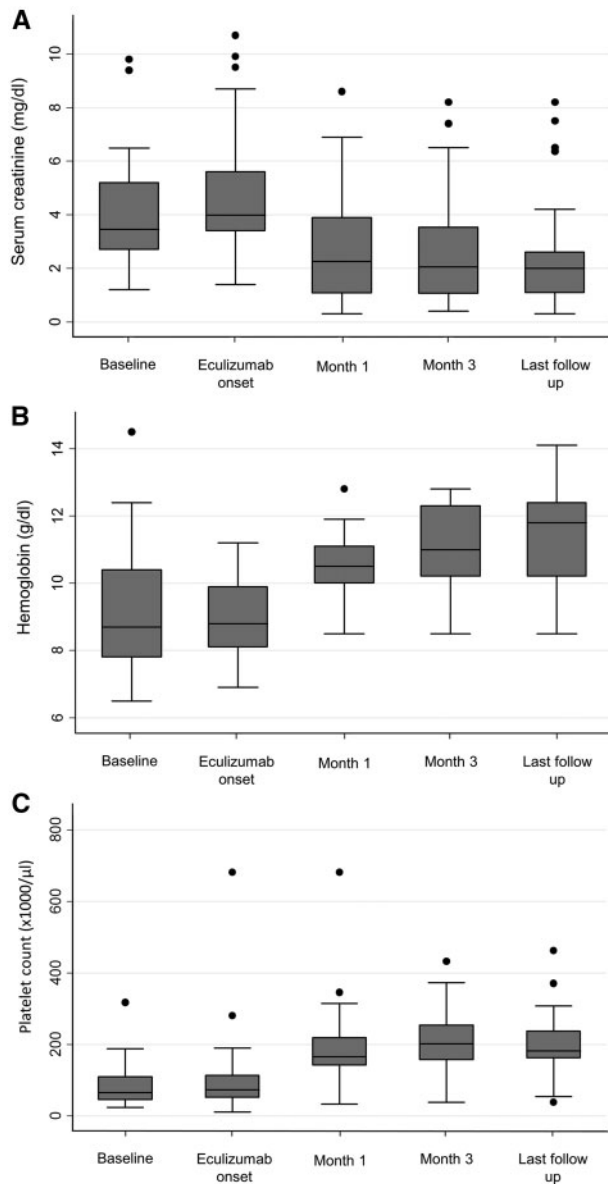 A
Serum creatinine (mg/dl)
10
8
6
4
2
0
Baseline
Eculizumab onset
Month 1
Month 3
Last follow up
B
Hemoglobin (g/dl)
14
12
10
8
6
Baseline
Eculizumab onset
Month 1
Month 3
Last follow up
C
Platelet count (x1000/µl)
800
600
400
200
0
Baseline
Eculizumab onset
Month 1
Month 3
Last follow up